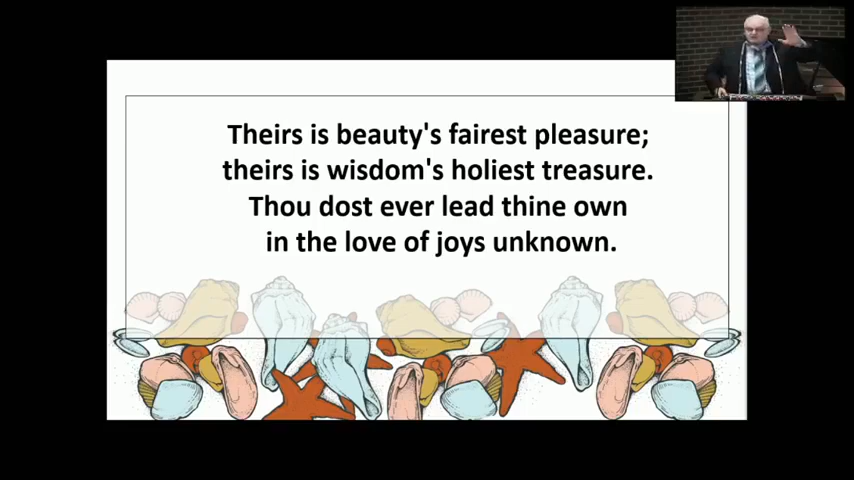 Theirs is beauty's fairest pleasure;
theirs is wisdom's holiest treasure.
Thou dost ever lead thine own
in the love of joys unknown.